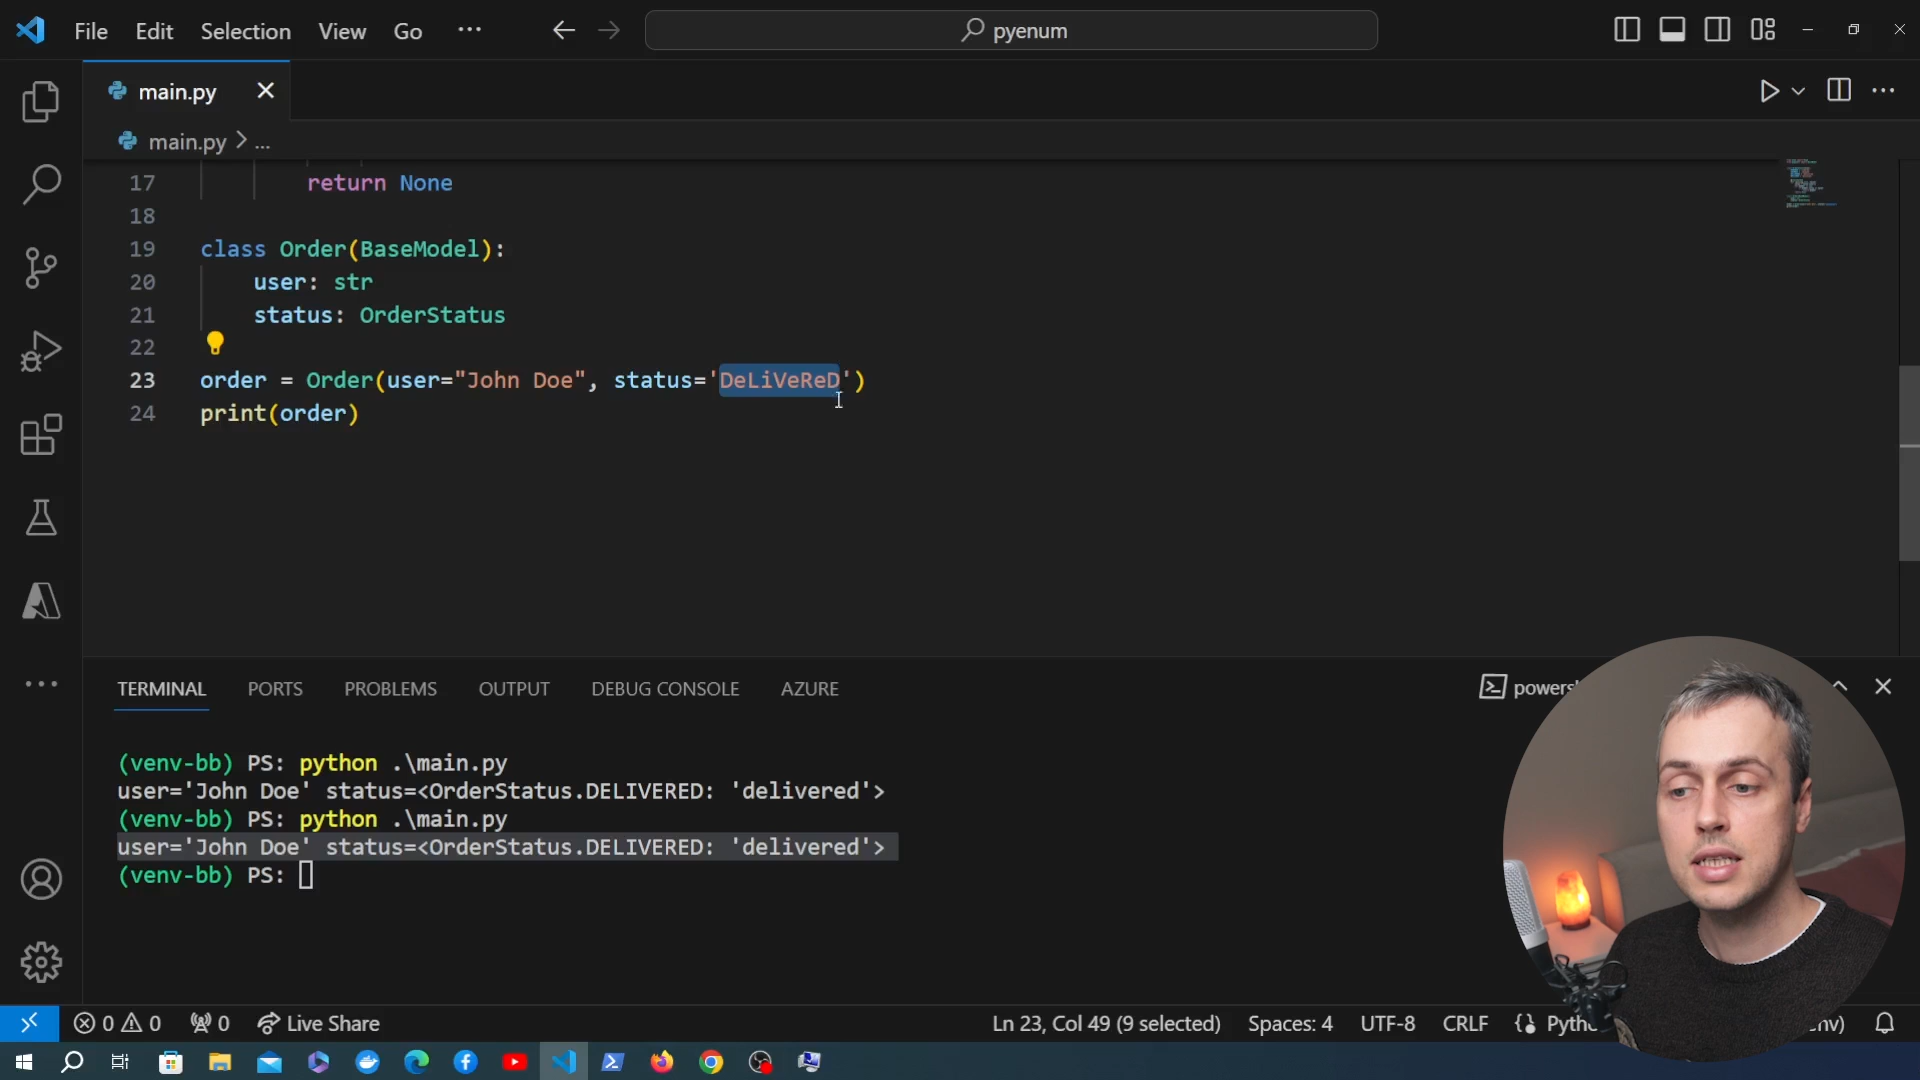 File Edit Selection View Go ... pyenum
main.py
main.py > ...
17 return None
18
19 class Order(BaseModel):
20 user: str
21 status: OrderStatus
22
23 order = Order(user="John Doe", status='DeLiVeReD')
24 print(order)
TERMINAL PORTS PROBLEMS OUTPUT DEBUG CONSOLE AZURE
(venv-bb) PS: python .\main.py
user='John Doe' status=<OrderStatus.DELIVERED: 'delivered'>
(venv-bb) PS: python .\main.py
user='John Doe' status=<OrderStatus.DELIVERED: 'delivered'>
(venv-bb) PS:
0 0 0 Live Share Ln 23, Col 49 (9 selected) Spaces: 4 UTF-8 CRLF